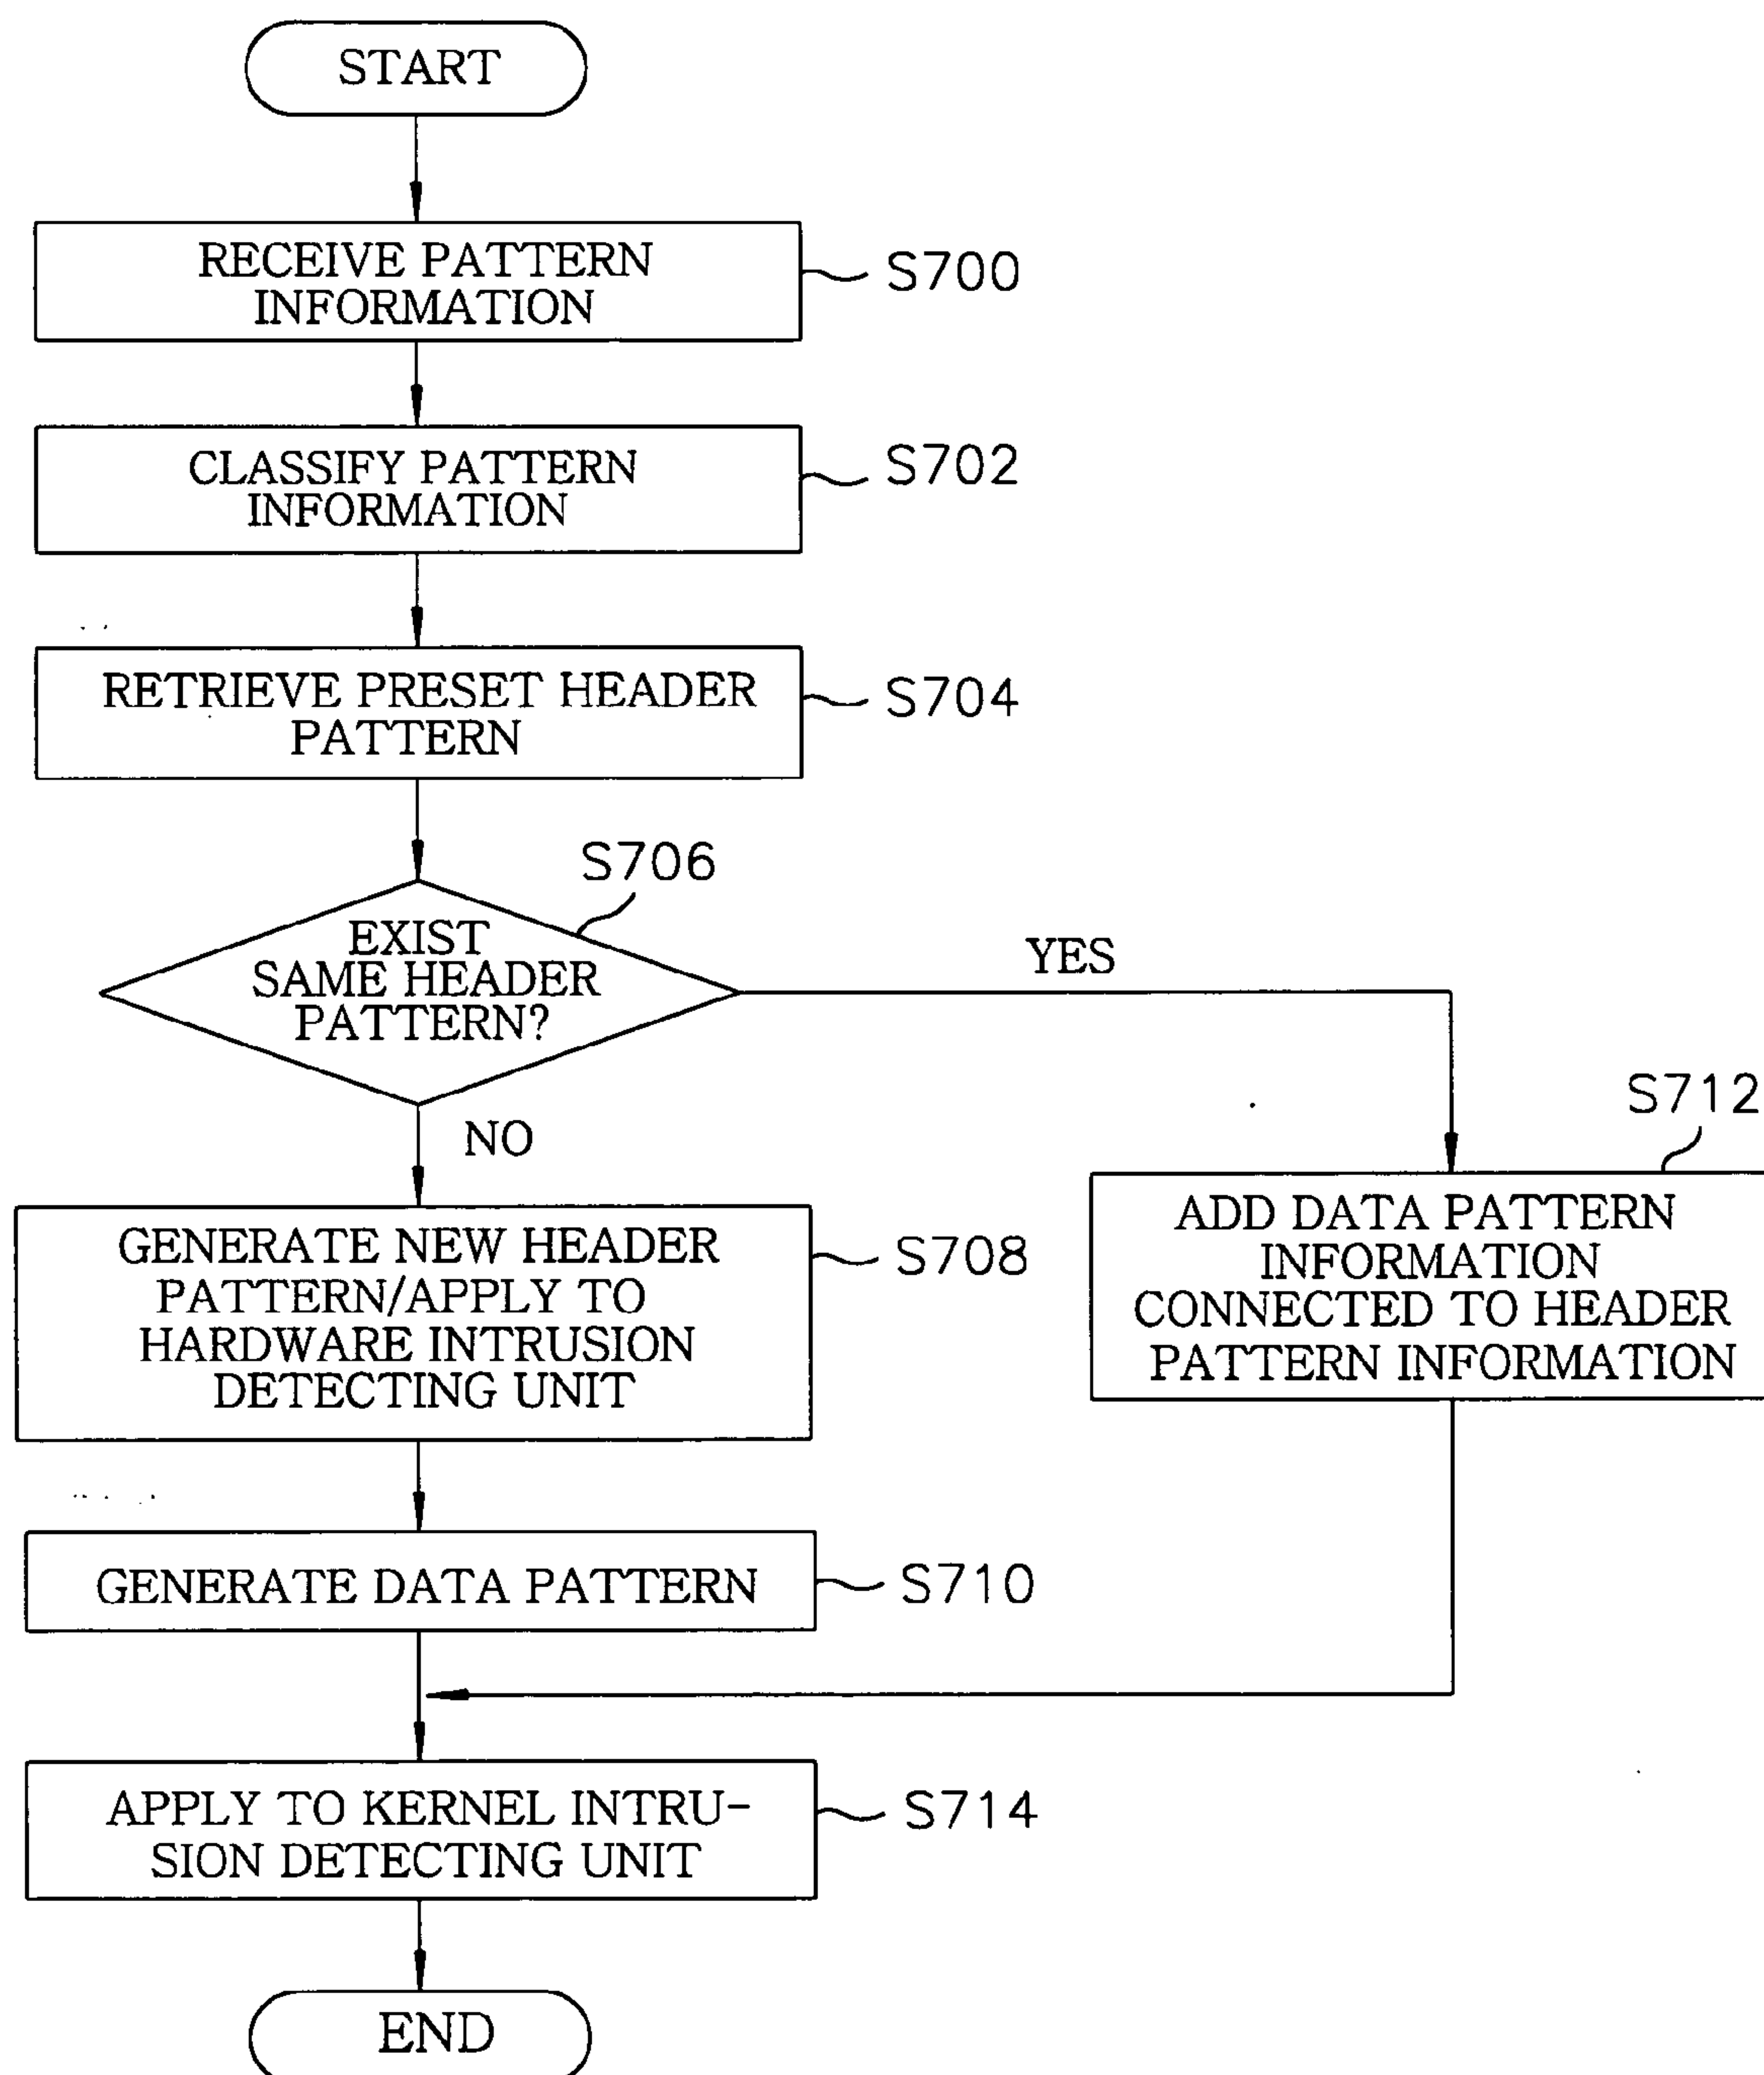 START
RECEIVE PATTERN
INFORMATION
S700
CLASSIFY PATTERN
INFORMATION
S702
RETRIEVE PRESET HEADER
PATTERN
S704
S706
EXIST
SAME HEADER
PATTERN?
YES
NO
S712
GENERATE NEW HEADER
PATTERN/APPLY TO
HARDWARE INTRUSION
DETECTING UNIT
S708
ADD DATA PATTERN
INFORMATION
CONNECTED TO HEADER
PATTERN INFORMATION
GENERATE DATA PATTERN
S710
APPLY TO KERNEL INTRU-
SION DETECTING UNIT
S714
END